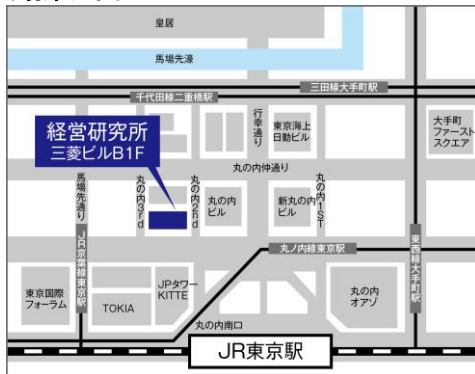 皇居
馬場先濠
三田線大手町駅
千代田線二重橋駅
行幸通り
東京海上
日動ビル
大手町
ファースト
スクエア
経営研究所
三菱ビルB1F
丸の内仲通り
馬場先通り
丸の内3rd
丸の内2nd
丸の内
ビル
新丸の内
ビル
丸の内1ST
丸ノ内線東京駅
JR京葉線東京駅
東西線大手町駅
東京国際
フォーラム
TOKIA
JPタワー
KITTE
丸の内
オアゾ
丸の内南口
JR東京駅